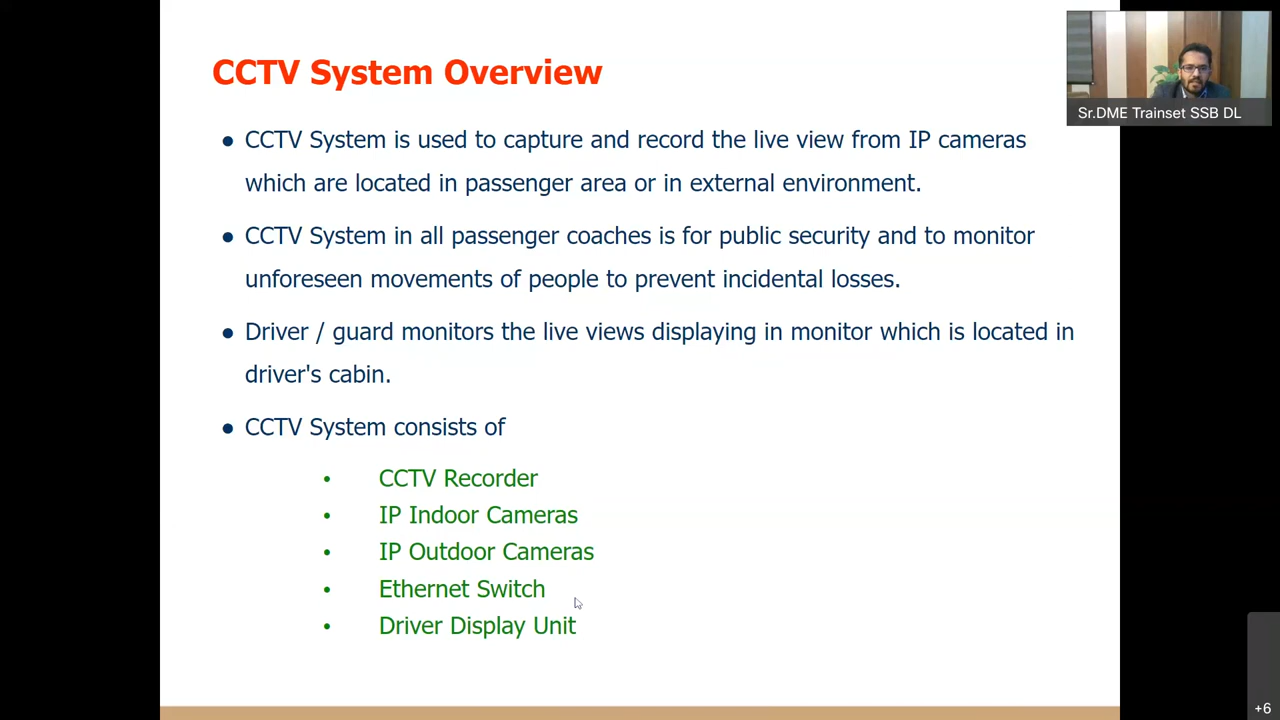 CCTV System Overview
Sr.DME Trainset SSB DL
● CCTV System is used to capture and record the live view from IP cameras
which are located in passenger area or in external environment.
● CCTV System in all passenger coaches is for public security and to monitor
unforeseen movements of people to prevent incidental losses.
● Driver / guard monitors the live views displaying in monitor which is located in
driver's cabin.
● CCTV System consists of
• CCTV Recorder
• IP Indoor Cameras
• IP Outdoor Cameras
• Ethernet Switch
• Driver Display Unit
+6